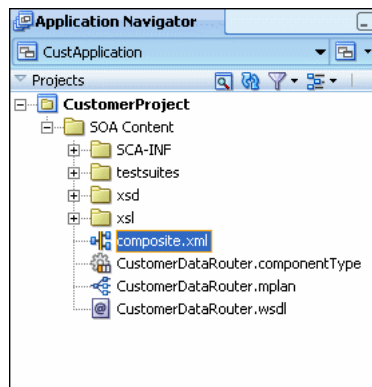 Application Navigator
CustApplication
Projects
CustomerProject
SOA Content
SCA-INF
testsuites
xsd
xsl
composite.xml
CustomerDataRouter.componentType
CustomerDataRouter.mplan
CustomerDataRouter.wsdl